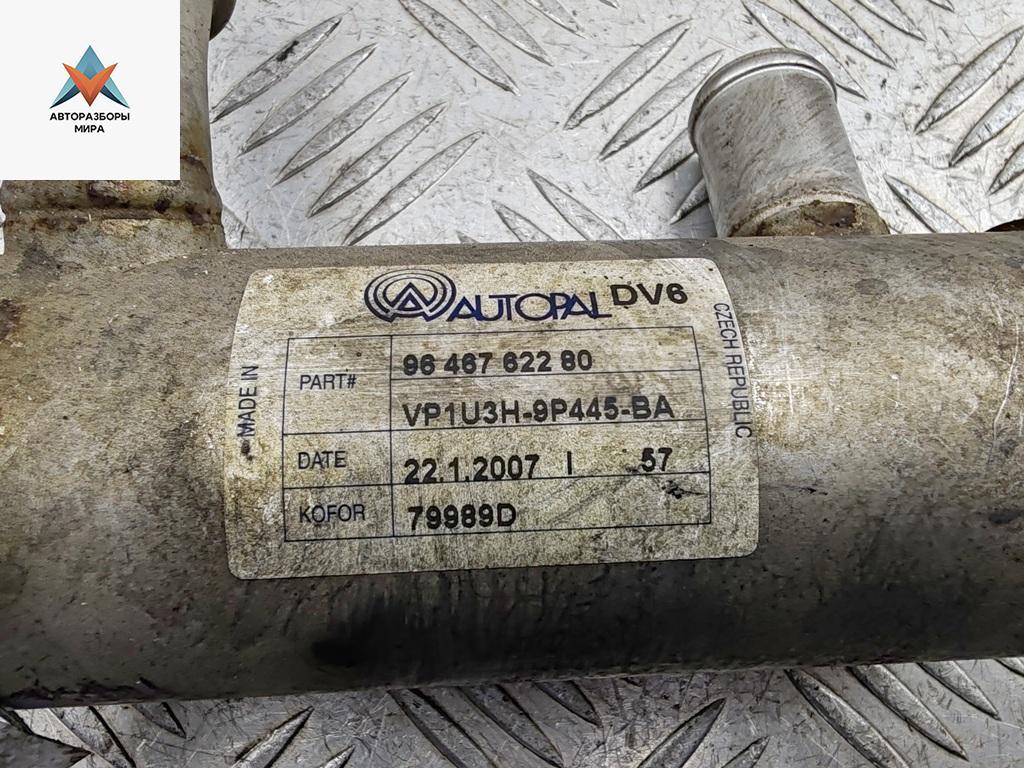 АВТОРАЗБОРЫ
МИРА
AUTOPAL DV6
MADE IN
CZECH REPUBLIC
PART# 96 467 622 80
VP1U3H-9P445-BA
DATE 22.1.2007 I 57
KOFOR 79989D